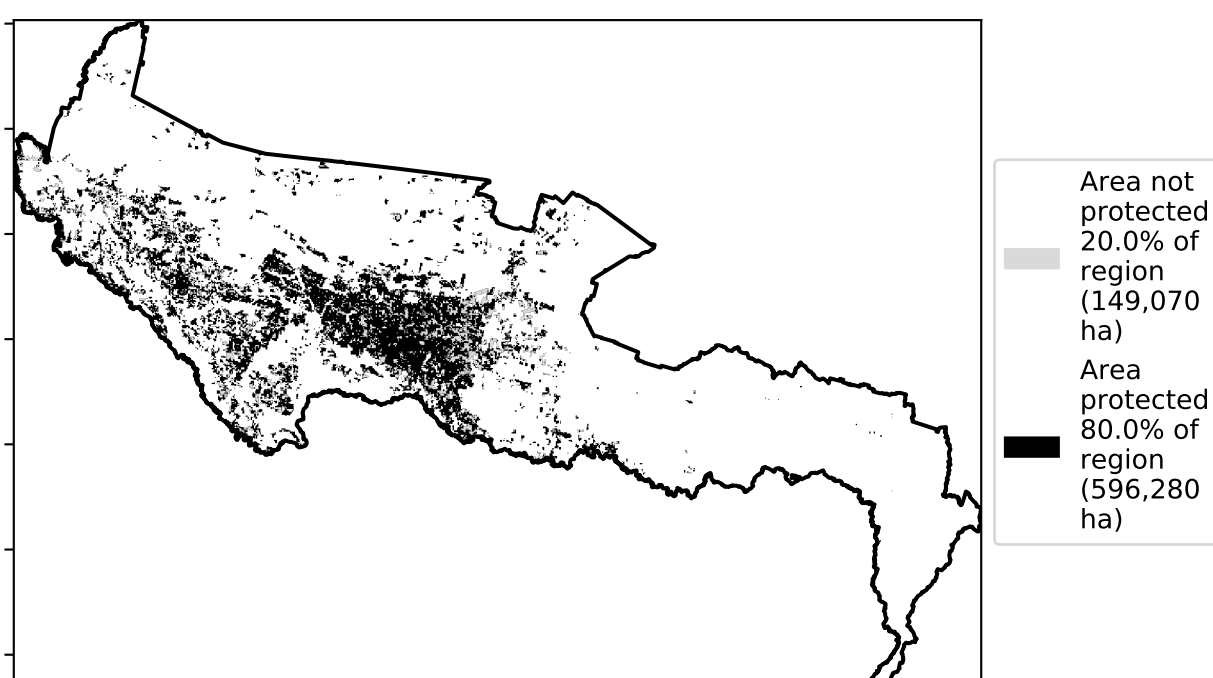 Area not
protected
20.0% of
region
(149,070
ha)
Area
protected
80.0% of
region
(596,280
ha)